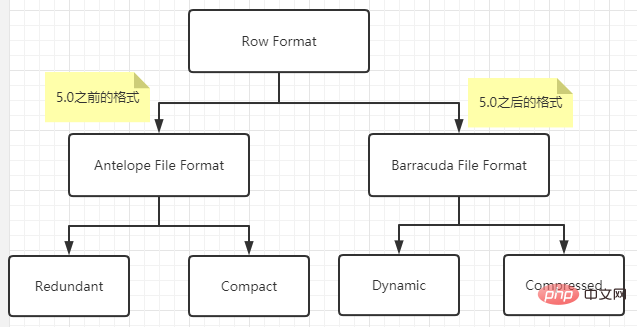 Row Format
5.0之前的格式
5.0之后的格式
Antelope File Format
Barracuda File Format
Redundant
Compact
Dynamic
Compressed
php 中文网